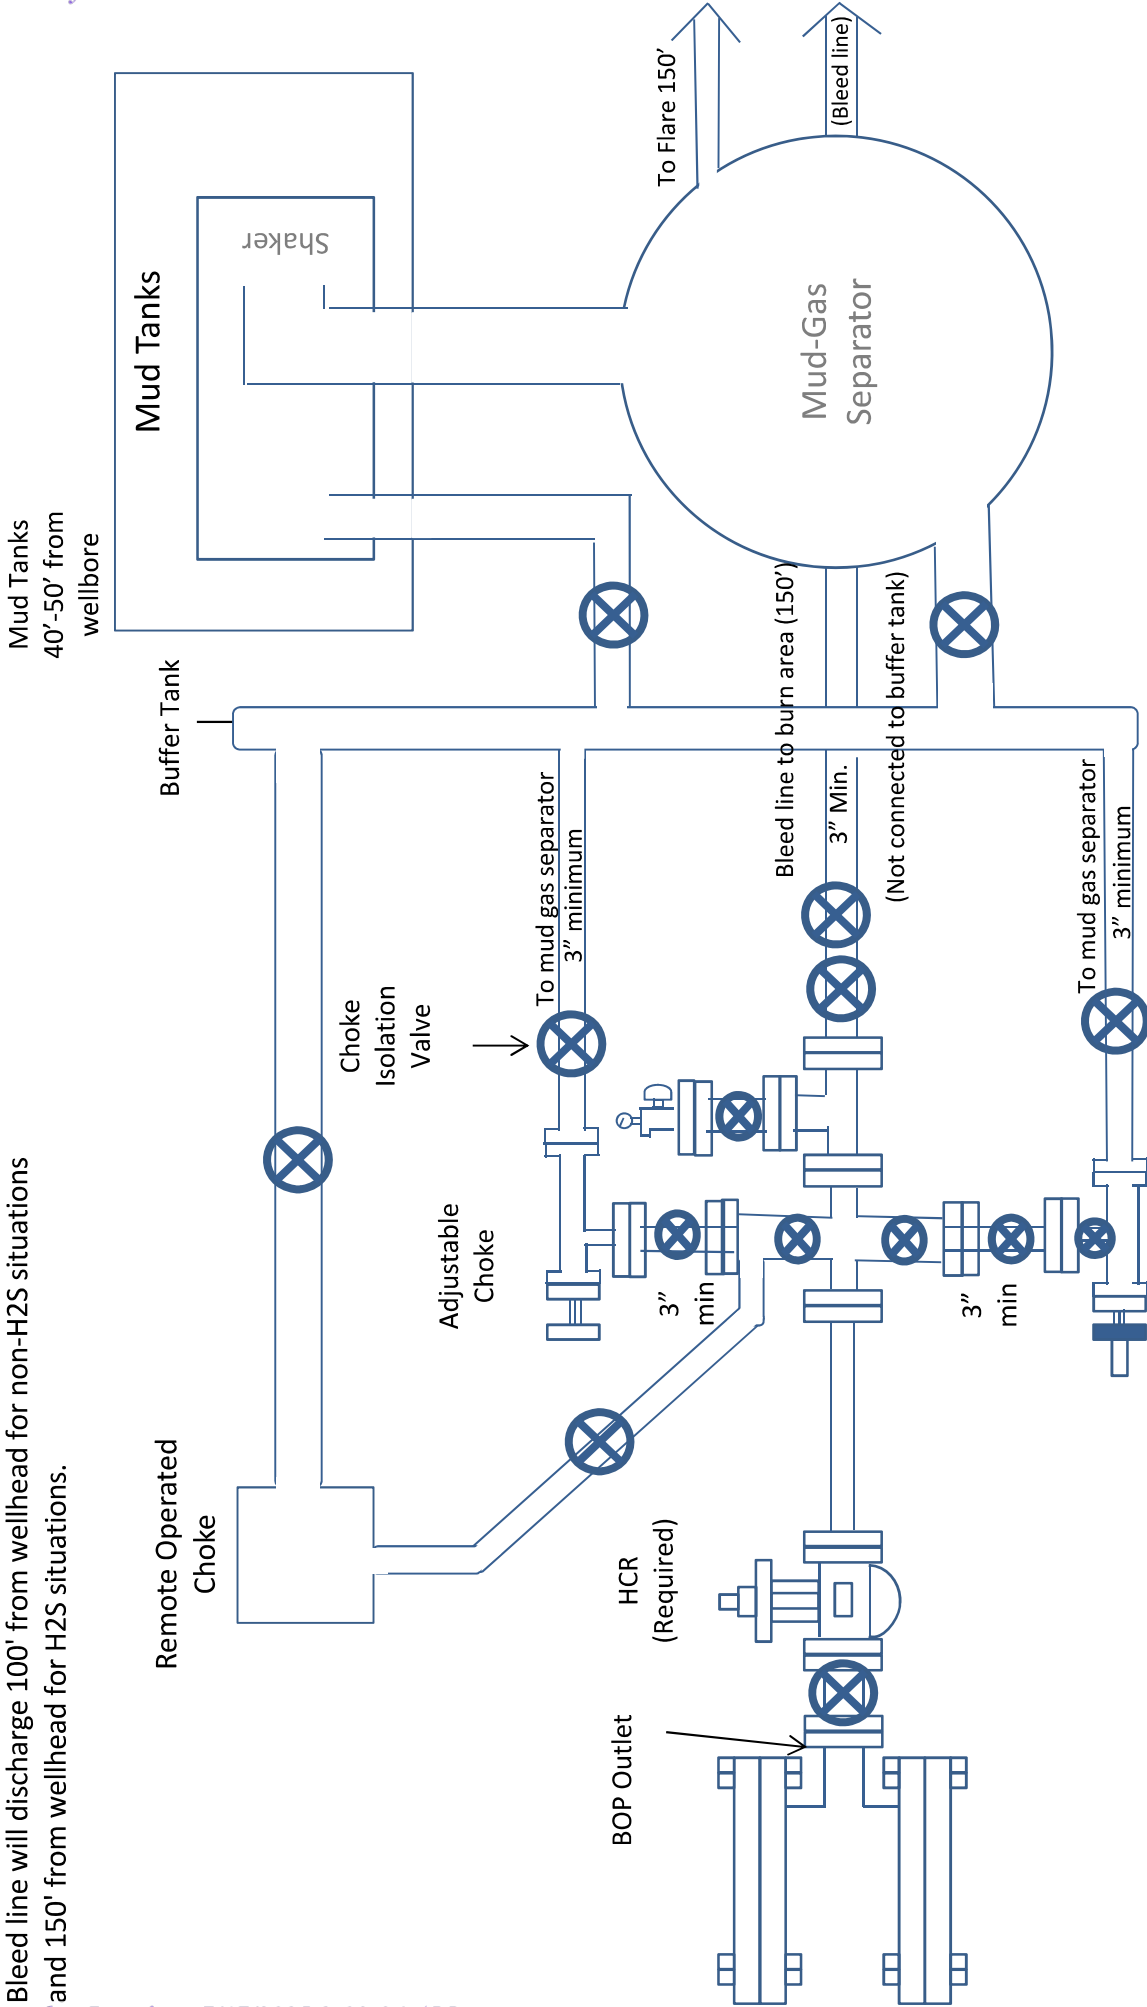 Bleed line will discharge 100' from wellhead for non-H2S situations
and 150' from wellhead for H2S situations.
Mud Tanks
40’-50’ from
wellbore
Mud Tanks
Shaker
Buffer Tank
Remote Operated
Choke
Choke
Isolation
Valve
Adjustable
Choke
To mud gas separator
3” minimum
To Flare 150’
(Bleed line)
Mud-Gas
Separator
HCR
(Required)
BOP Outlet
3”
min
Bleed line to burn area (150’)
3” Min.
(Not connected to buffer tank)
3”
min
To mud gas separator
3” minimum